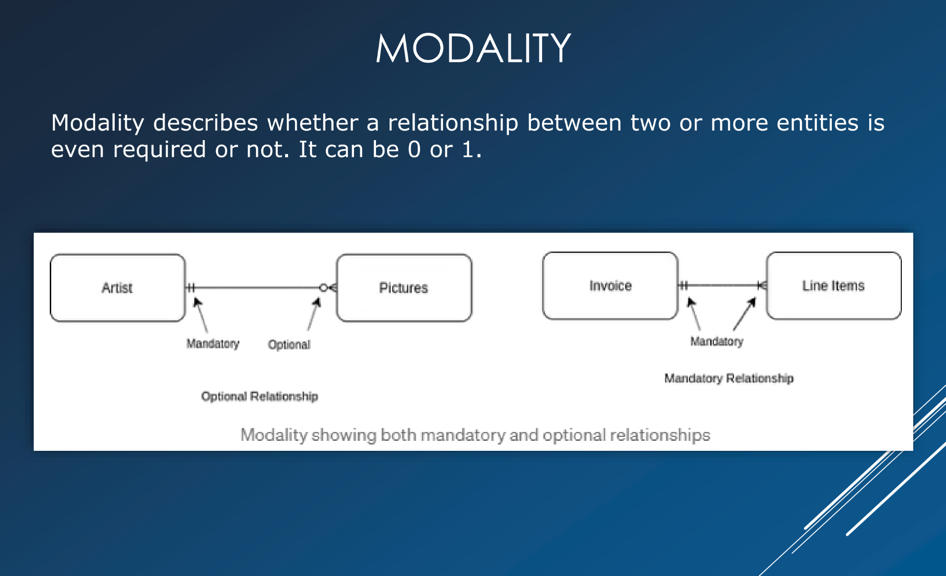 MODALITY
Modality describes whether a relationship between two or more entities is
even required or not. It can be 0 or 1.
Artist
Pictures
Mandatory
Optional
Optional Relationship
Invoice
Line Items
Mandatory
Mandatory Relationship
Modality showing both mandatory and optional relationships